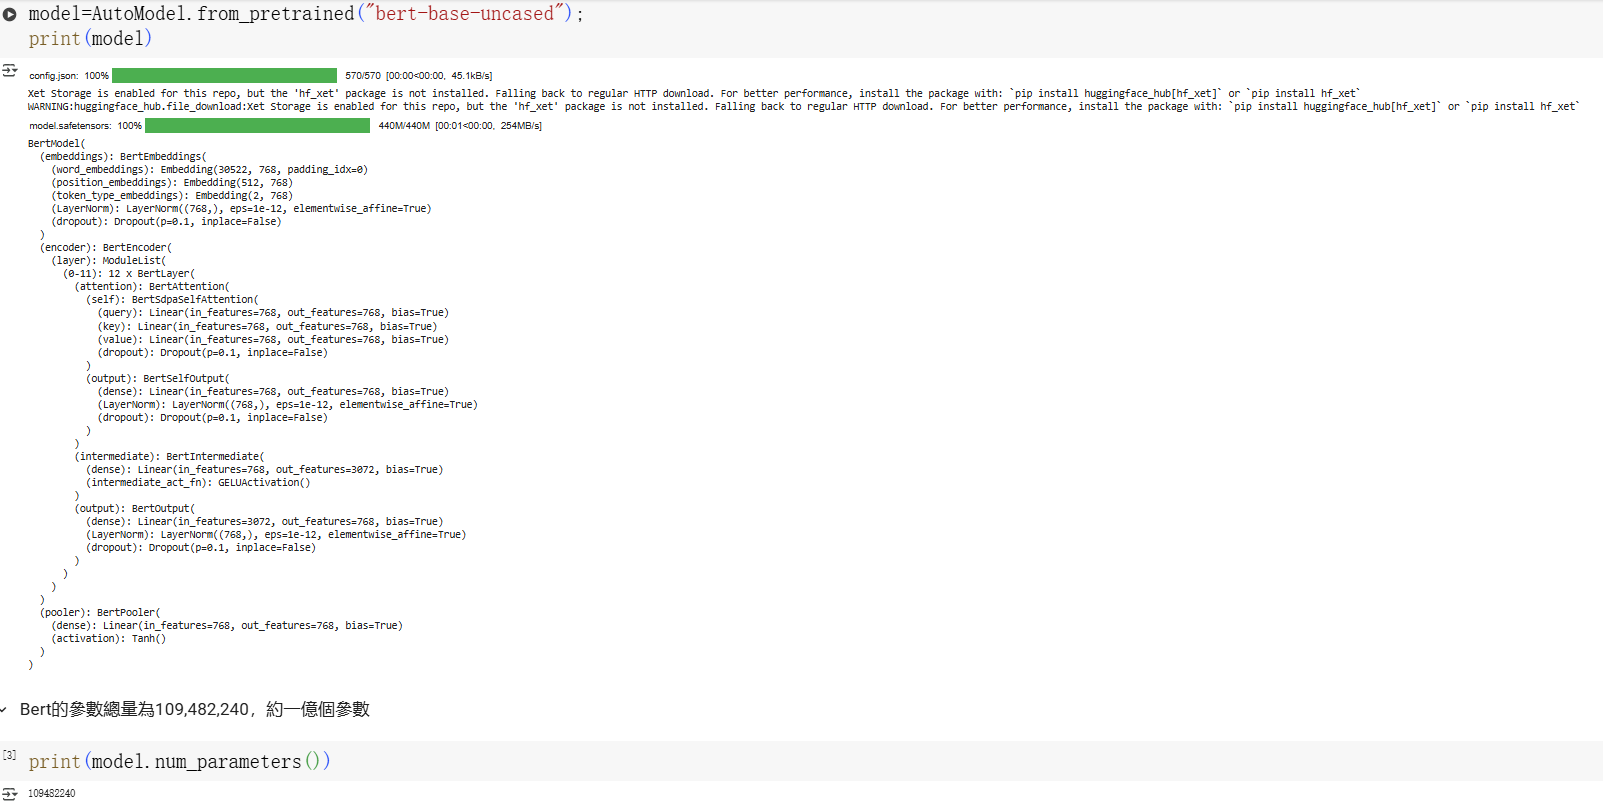 model=AutoModel.from_pretrained("bert-base-uncased");
print(model)
config.json: 100% 570/570 [00:00<00:00, 45.1kB/s]
Xet Storage is enabled for this repo, but the 'hf_xet' package is not installed. Falling back to regular HTTP download. For better performance, install the package with: `pip install huggingface_hub[hf_xet]` or `pip install hf_xet`
WARNING:huggingface_hub.file_download:Xet Storage is enabled for this repo, but the 'hf_xet' package is not installed. Falling back to regular HTTP download. For better performance, install the package with: `pip install huggingface_hub[hf_xet]` or `pip install hf_xet`
model.safetensors: 100% 440M/440M [00:01<00:00, 254MB/s]
BertModel(
(embeddings): BertEmbeddings(
(word_embeddings): Embedding(30522, 768, padding_idx=0)
(position_embeddings): Embedding(512, 768)
(token_type_embeddings): Embedding(2, 768)
(LayerNorm): LayerNorm((768,), eps=1e-12, elementwise_affine=True)
(dropout): Dropout(p=0.1, inplace=False)
)
(encoder): BertEncoder(
(layer): ModuleList(
(0-11): 12 x BertLayer(
(attention): BertAttention(
(self): BertSdpaSelfAttention(
(query): Linear(in_features=768, out_features=768, bias=True)
(key): Linear(in_features=768, out_features=768, bias=True)
(value): Linear(in_features=768, out_features=768, bias=True)
(dropout): Dropout(p=0.1, inplace=False)
)
(output): BertSelfOutput(
(dense): Linear(in_features=768, out_features=768, bias=True)
(LayerNorm): LayerNorm((768,), eps=1e-12, elementwise_affine=True)
(dropout): Dropout(p=0.1, inplace=False)
)
)
(intermediate): BertIntermediate(
(dense): Linear(in_features=768, out_features=3072, bias=True)
(intermediate_act_fn): GELUActivation()
)
(output): BertOutput(
(dense): Linear(in_features=3072, out_features=768, bias=True)
(LayerNorm): LayerNorm((768,), eps=1e-12, elementwise_affine=True)
(dropout): Dropout(p=0.1, inplace=False)
)
)
)
)
(pooler): BertPooler(
(dense): Linear(in_features=768, out_features=768, bias=True)
(activation): Tanh()
)
)
Bert的參數總量為109,482,240，約一億個參數
[3] print(model.num_parameters())
109482240